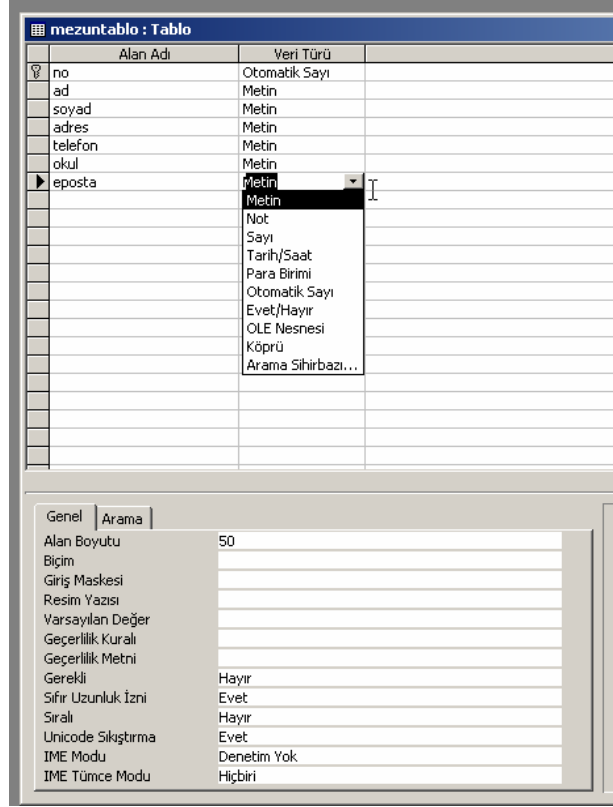 mezuntablo : Tablo
Alan Adı Veri Türü
no Otomatik Sayı
ad Metin
soyad Metin
adres Metin
telefon Metin
okul Metin
eposta Metin
Metin
Not
Sayı
Tarih/Saat
Para Birimi
Otomatik Sayı
Evet/Hayır
OLE Nesnesi
Köprü
Arama Sihirbazı...
Genel Arama
Alan Boyutu 50
Biçim
Giriş Maskesi
Resim Yazısı
Varsayılan Değer
Geçerlilik Kuralı
Geçerlilik Metni
Gerekli Hayır
Sıfır Uzunluk İzni Evet
Sıralı Hayır
Unicode Sıkıştırma Evet
IME Modu Denetim Yok
IME Tümce Modu Hiçbiri